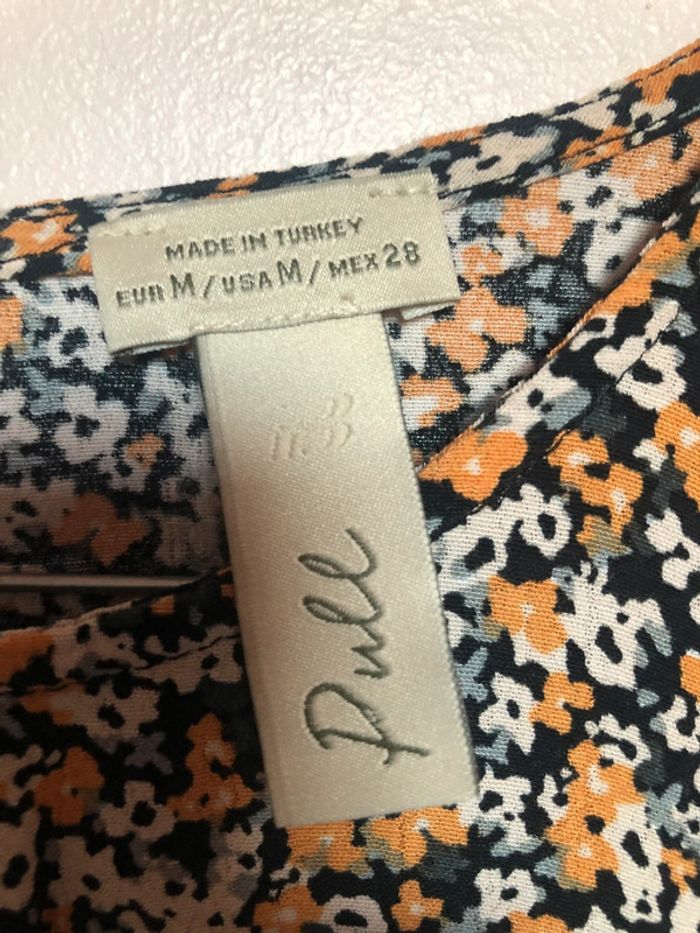 MADE IN TURKEY
EUR M / USA M / MEX 28
Pull